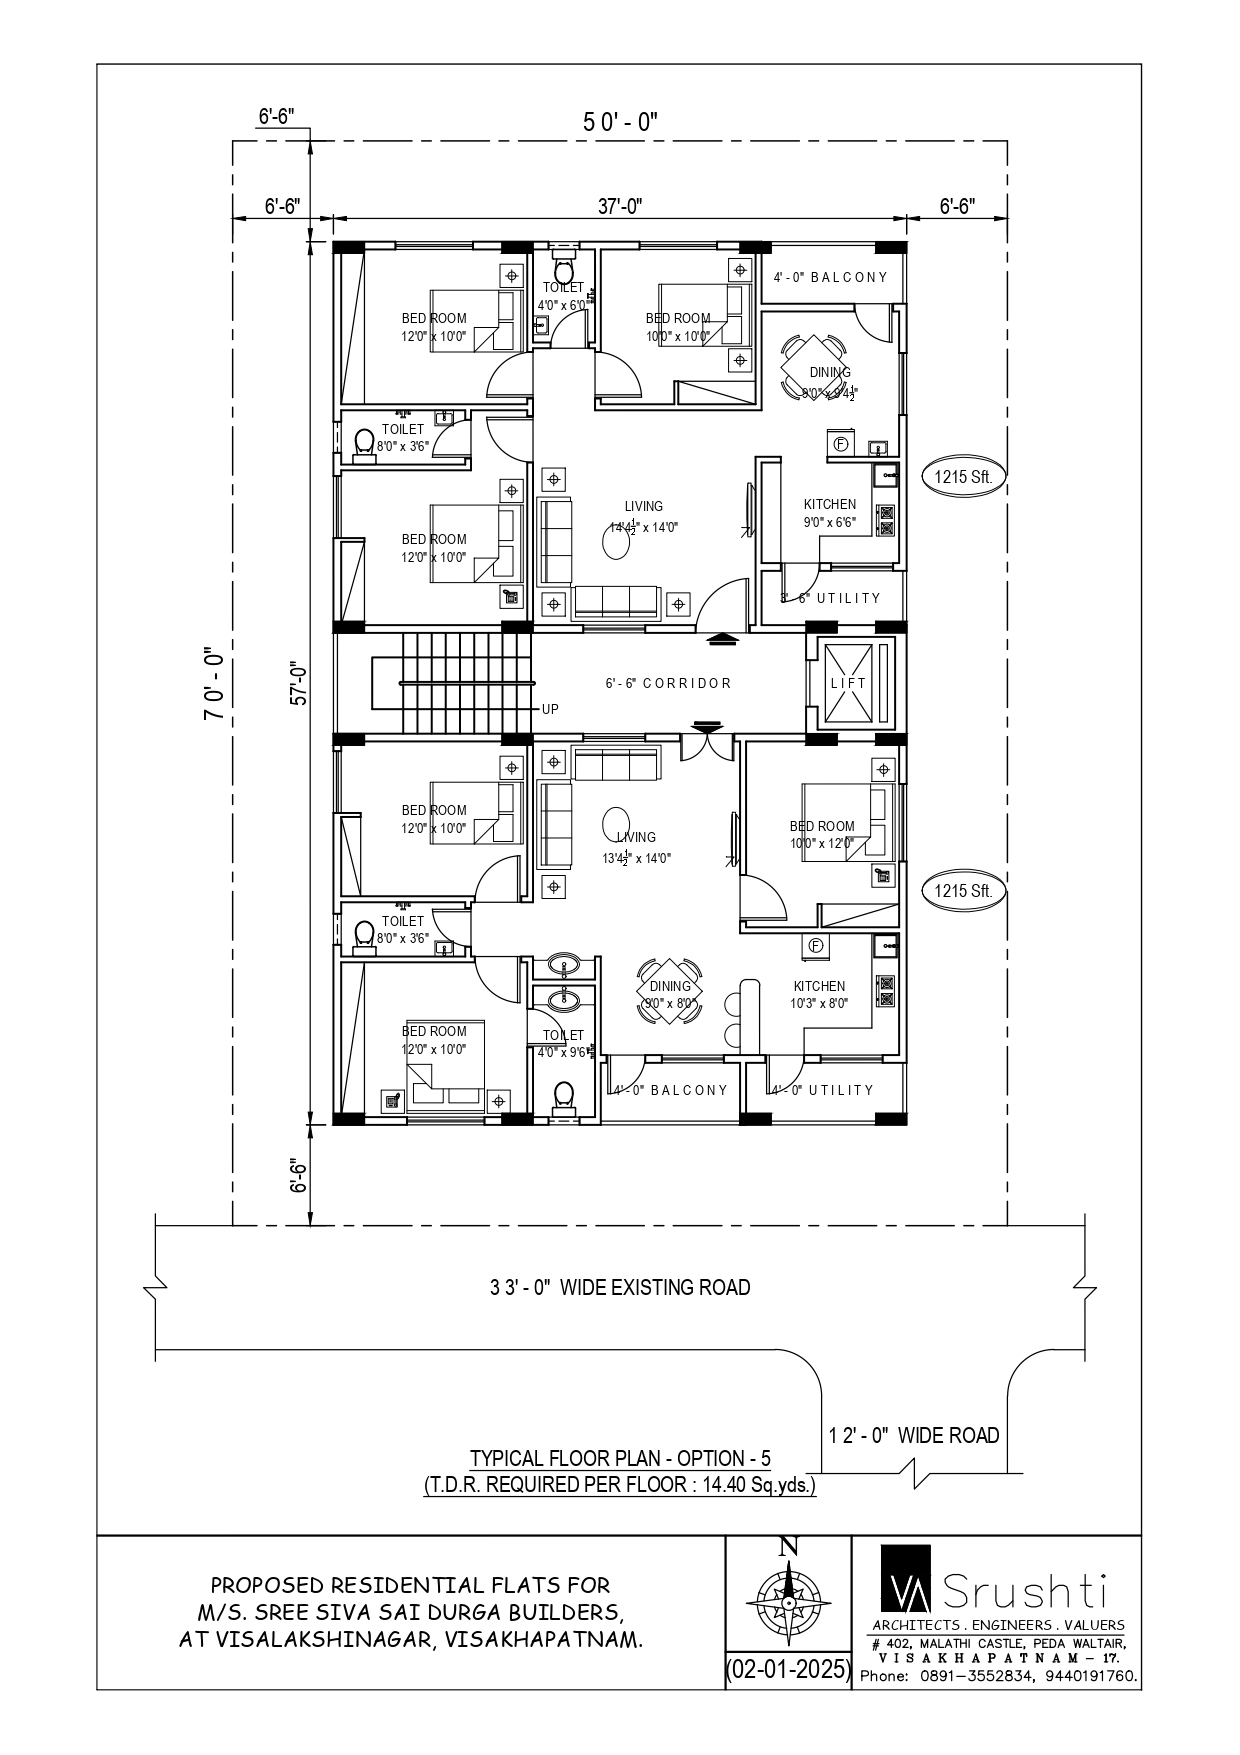 6'-6"
5 0' - 0"
6'-6"
37'-0"
6'-6"
4' - 0" BALCONY
TOILET
4'0" x 6'0"
BED ROOM
12'0" x 10'0"
BED ROOM
10'0" x 10'0"
DINING
9'0" x 9'4½"
TOILET
8'0" x 3'6"
F
1215 Sft.
LIVING
14'4½" x 14'0"
KITCHEN
9'0" x 6'6"
BED ROOM
12'0" x 10'0"
3' - 6" UTILITY
7 0' - 0"
57'-0"
6' - 6" CORRIDOR
LIFT
UP
BED ROOM
12'0" x 10'0"
LIVING
13'4½" x 14'0"
BED ROOM
10'0" x 12'0"
1215 Sft.
TOILET
8'0" x 3'6"
F
DINING
9'0" x 8'0"
KITCHEN
10'3" x 8'0"
BED ROOM
12'0" x 10'0"
TOILET
4'0" x 9'6"
4' - 0" BALCONY
4' - 0" UTILITY
6'-6"
3 3' - 0" WIDE EXISTING ROAD
1 2' - 0" WIDE ROAD
TYPICAL FLOOR PLAN - OPTION - 5
(T.D.R. REQUIRED PER FLOOR : 14.40 Sq.yds.)
PROPOSED RESIDENTIAL FLATS FOR
M/S. SREE SIVA SAI DURGA BUILDERS,
AT VISALAKSHINAGAR, VISAKHAPATNAM.
N
(02-01-2025)
VA Srushti
ARCHITECTS . ENGINEERS . VALUERS
# 402, MALATHI CASTLE, PEDA WALTAIR,
VISAKHAPATNAM - 17.
Phone: 0891-3552834, 9440191760.